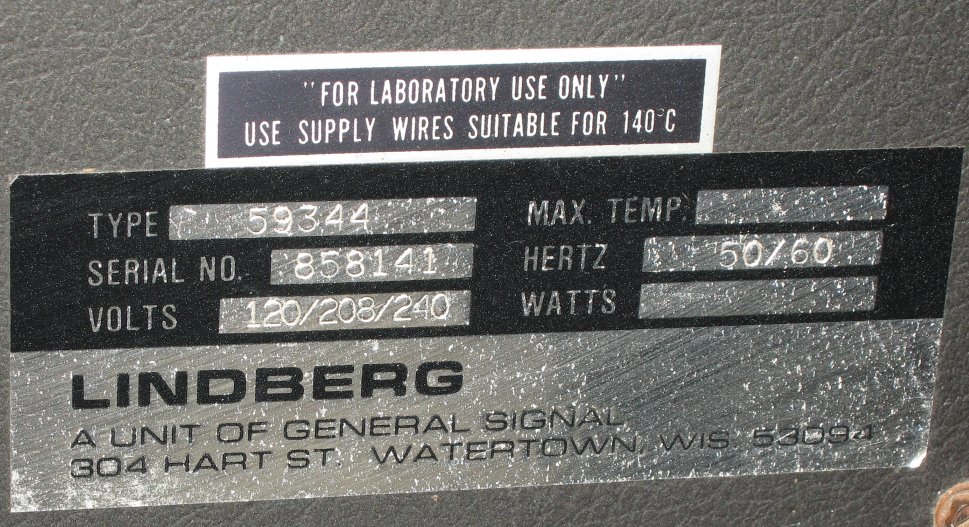 "FOR LABORATORY USE ONLY"
USE SUPPLY WIRES SUITABLE FOR 140°C
TYPE 59344 MAX. TEMP.
SERIAL NO. 858141 HERTZ 50/60
VOLTS 120/208/240 WATTS
LINDBERG
A UNIT OF GENERAL SIGNAL
304 HART ST. WATERTOWN, WIS. 53094